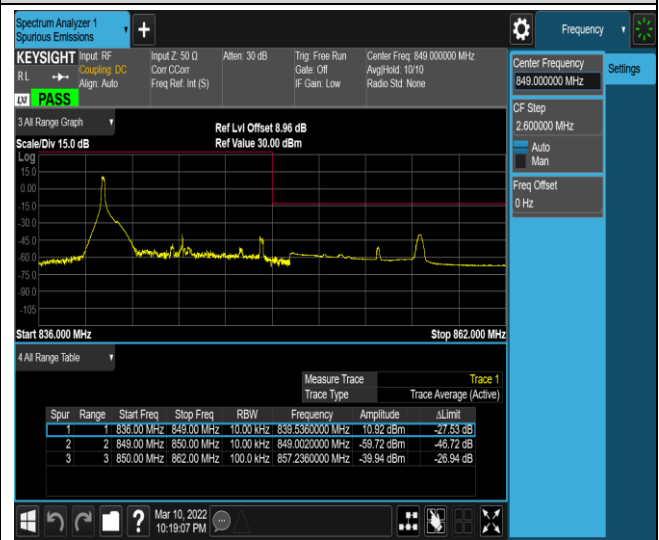 Spectrum Analyzer 1
Spurious Emissions
Frequency
KEYSIGHT Input: RF Input Z: 50 Ω Atten: 30 dB Trig: Free Run Center Freq: 849.000000 MHz
R L Coupling: DC Corr CCorr Gate: Off Avg|Hold: 10/10
Align: Auto Freq Ref: Int (S) IF Gain: Low Radio Std: None
LXI PASS
Center Frequency Settings
849.000000 MHz
CF Step
2.600000 MHz
Auto
Man
Freq Offset
0 Hz
3 All Range Graph
Ref Lvl Offset 8.96 dB
Scale/Div 15.0 dB Ref Value 30.00 dBm
Log
15.0
0.00
-15.0
-30.0
-45.0
-60.0
-75.0
-90.0
-105
Start 836.000 MHz Stop 862.000 MHz
4 All Range Table
Measure Trace Trace 1
Trace Type Trace Average (Active)
Spur Range Start Freq Stop Freq RBW Frequency Amplitude ΔLimit
1 1 836.00 MHz 849.00 MHz 10.00 kHz 839.5360000 MHz 10.92 dBm -27.53 dB
2 2 849.00 MHz 850.00 MHz 10.00 kHz 849.0020000 MHz -59.72 dBm -46.72 dB
3 3 850.00 MHz 862.00 MHz 100.0 kHz 857.2360000 MHz -39.94 dBm -26.94 dB
Mar 10, 2022
10:19:07 PM